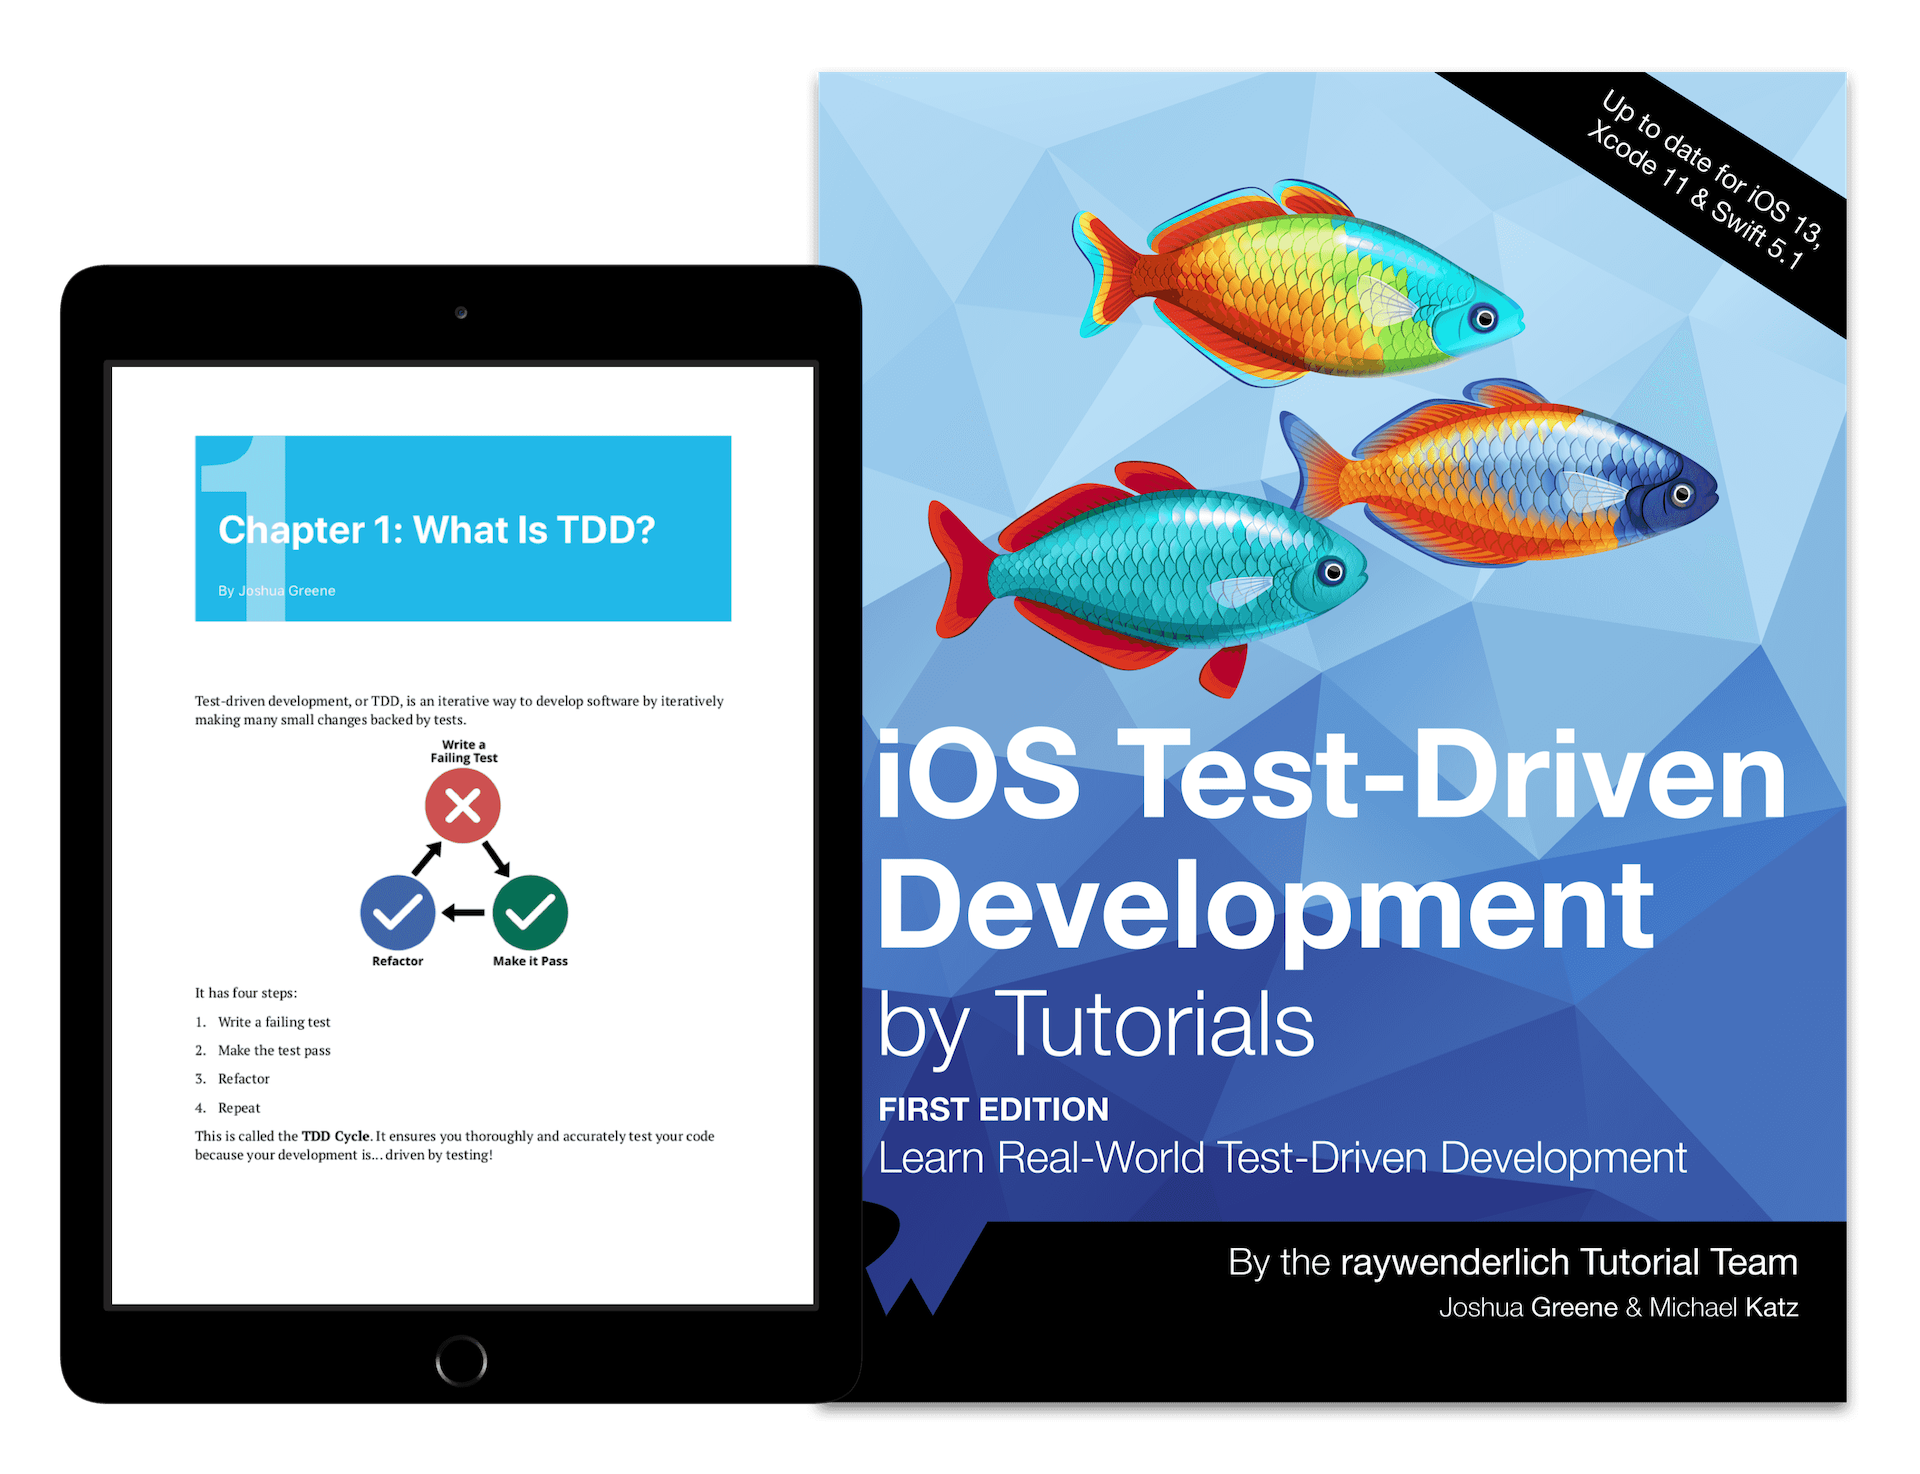 1
Chapter 1: What Is TDD?
By Joshua Greene
Test-driven development, or TDD, is an iterative way to develop software by iteratively
making many small changes backed by tests.
Write a
Failing Test
Refactor
Make it Pass
It has four steps:
1. Write a failing test
2. Make the test pass
3. Refactor
4. Repeat
This is called the TDD Cycle. It ensures you thoroughly and accurately test your code
because your development is... driven by testing!
Up to date for iOS 13,
Xcode 11 & Swift 5.1
iOS Test-Driven
Development
by Tutorials
FIRST EDITION
Learn Real-World Test-Driven Development
By the raywenderlich Tutorial Team
Joshua Greene & Michael Katz